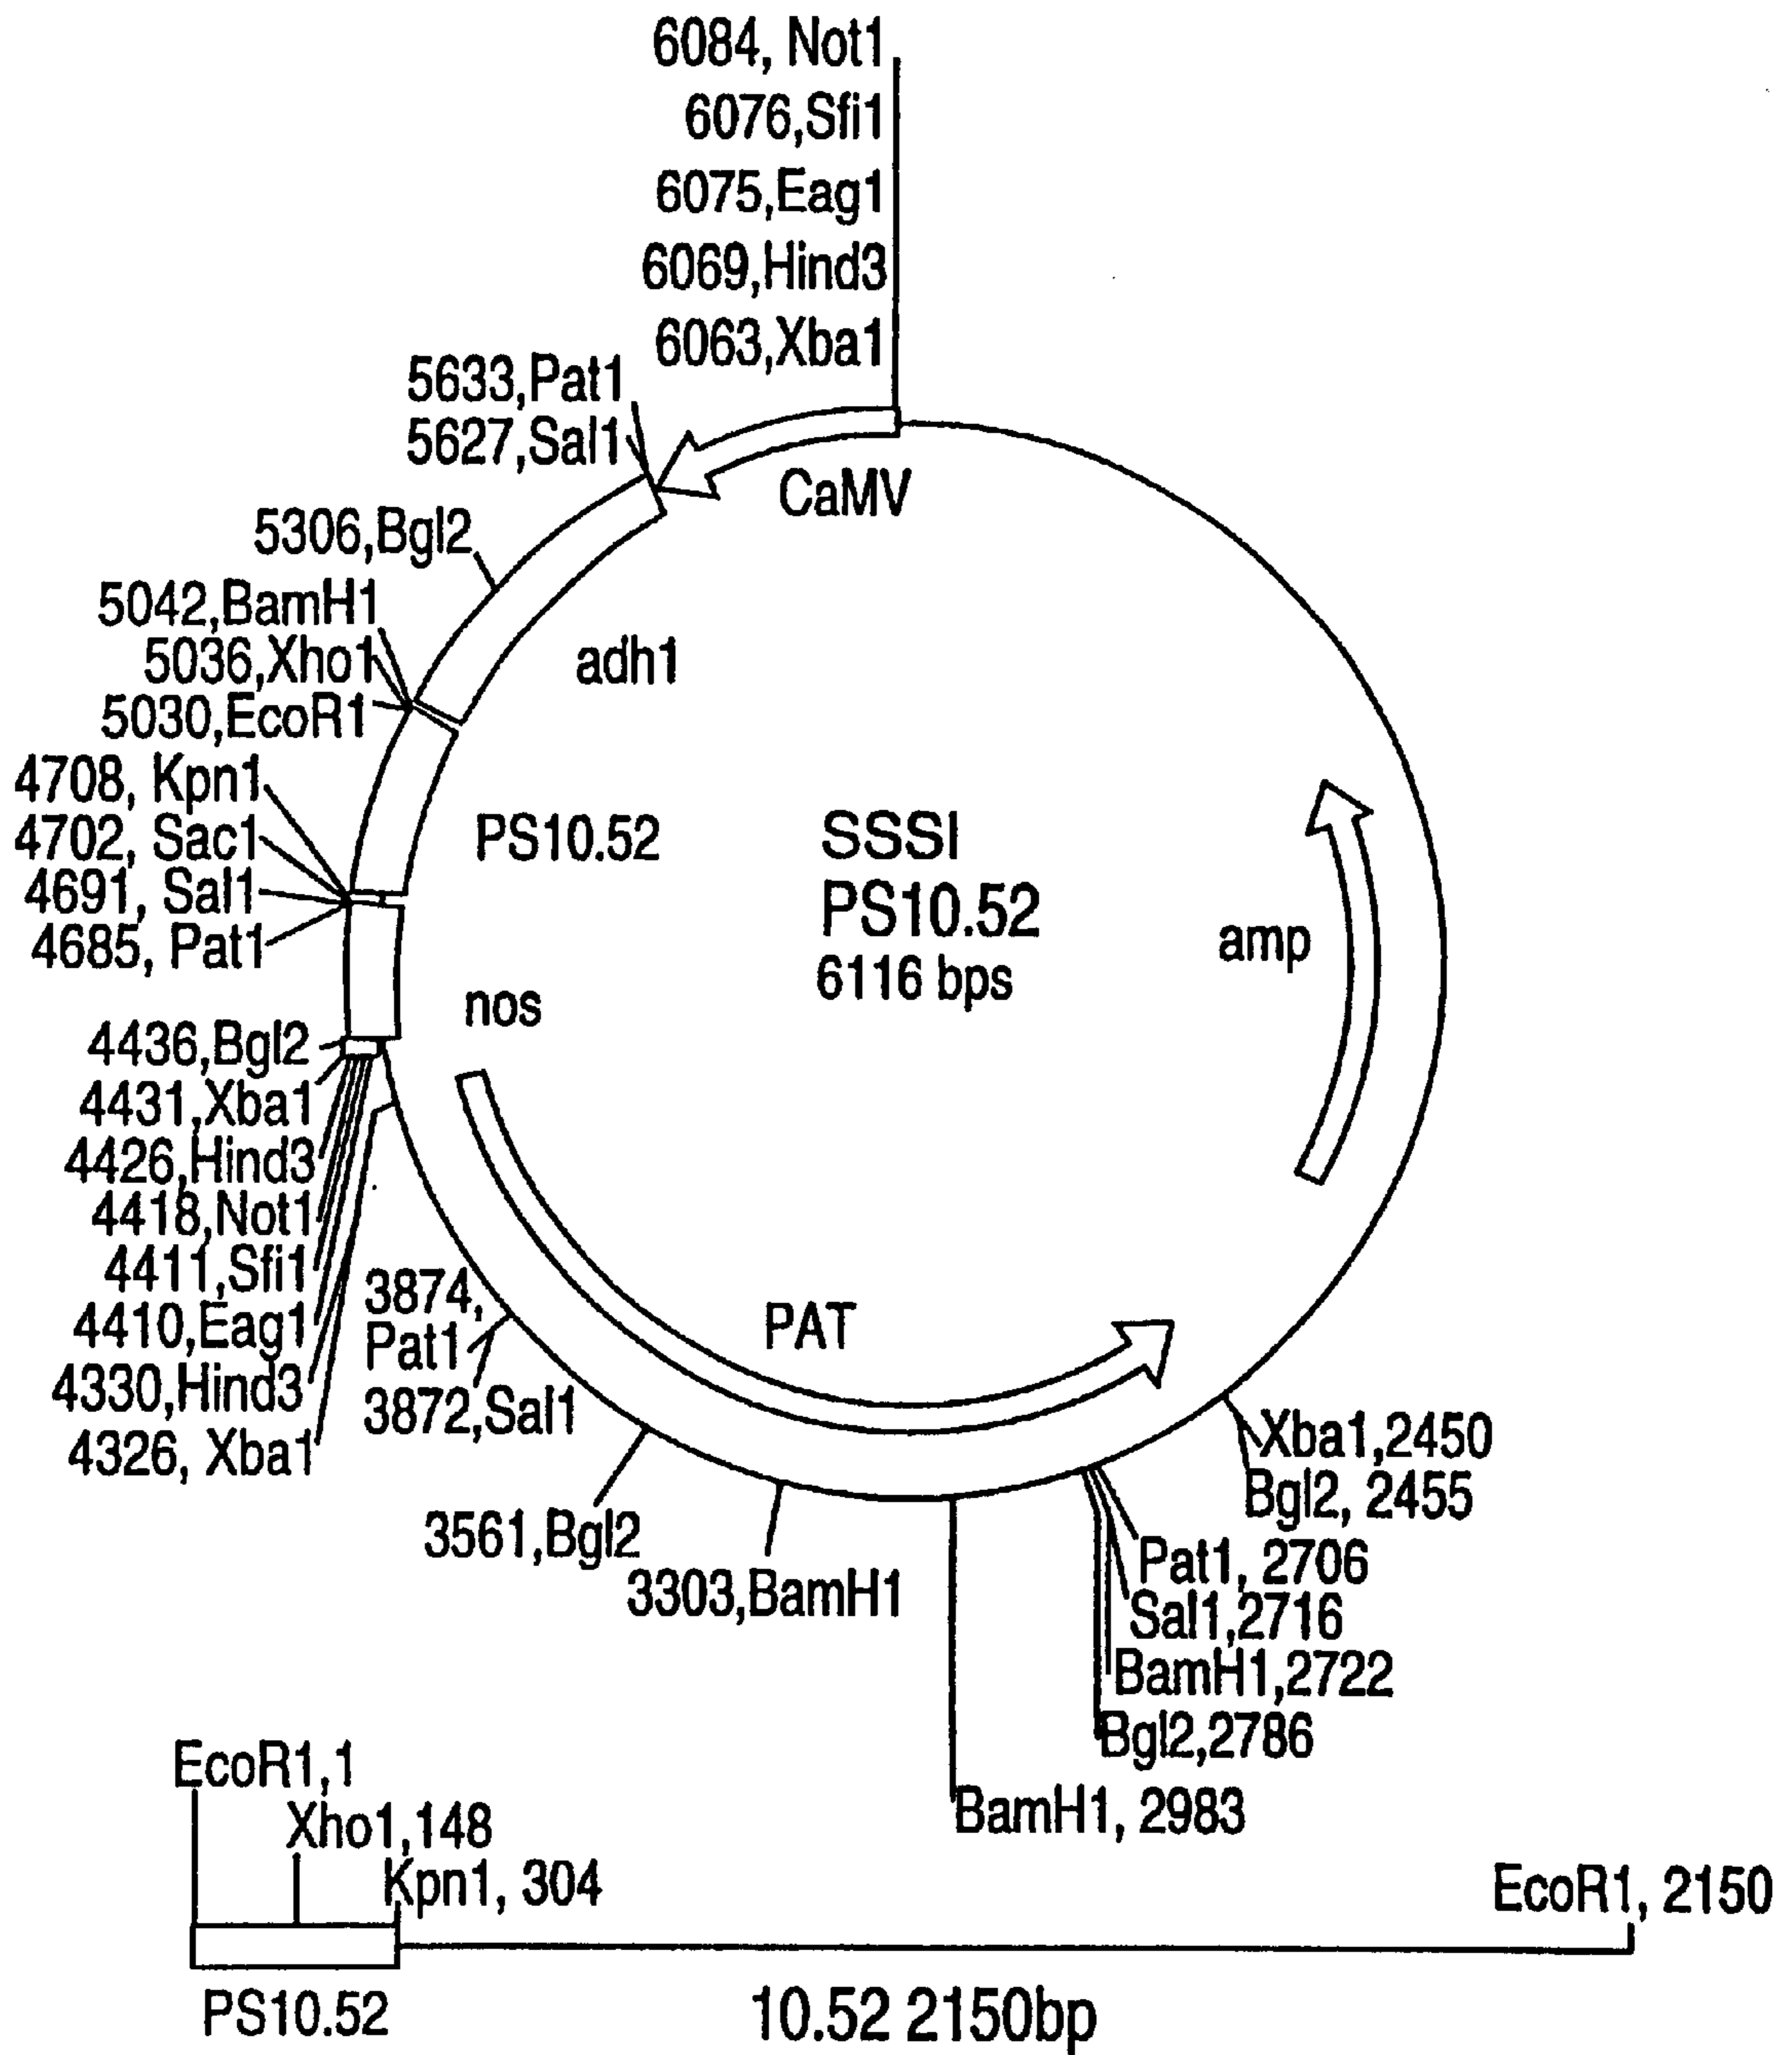 6084, Not1
6076,Sfi1
6075,Eag1
6069,Hind3
6063,Xba1
5633,Pat1
5627,Sal1
CaMV
5306,Bgl2
5042,BamH1
5036,Xho1
5030,EcoR1
adh1
4708, Kpn1
4702, Sac1
4691, Sal1
4685, Pat1
PS10.52
SSSI
PS10.52
6116 bps
amp
nos
4436,Bgl2
4431,Xba1
4426,Hind3
4418,Not1
4411,Sfi1
4410,Eag1
4330,Hind3
4326, Xba1
3874,
Pat1
3872,Sal1
PAT
3561,Bgl2
3303,BamH1
Xba1,2450
Bgl2, 2455
Pat1, 2706
Sal1,2716
BamH1,2722
Bgl2,2786
BamH1, 2983
EcoR1,1
Xho1,148
Kpn1, 304
EcoR1, 2150
PS10.52
10.52 2150bp